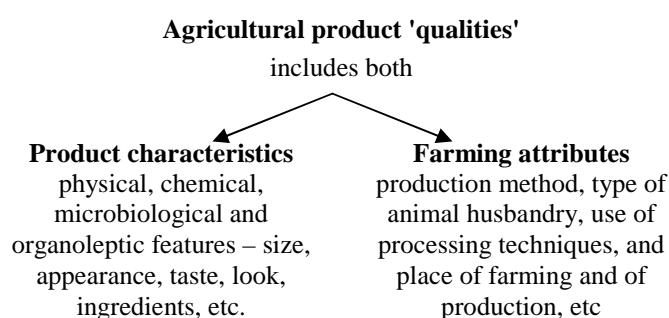 Agricultural product 'qualities'
includes both
Product characteristics
physical, chemical,
microbiological and
organoleptic features – size,
appearance, taste, look,
ingredients, etc.
Farming attributes
production method, type of
animal husbandry, use of
processing techniques, and
place of farming and of
production, etc